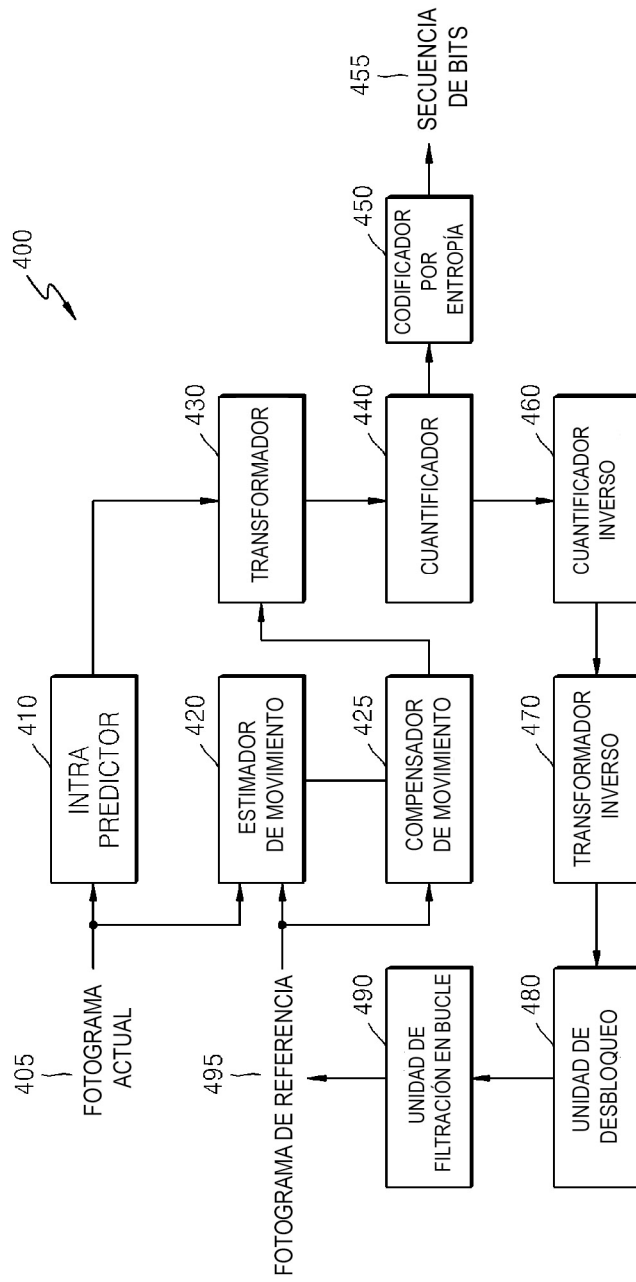 400
405
FOTOGRAMA
ACTUAL
410
INTRA
PREDICTOR
495
FOTOGRAMA DE REFERENCIA
420
ESTIMADOR
DE MOVIMIENTO
425
COMPENSADOR
DE MOVIMIENTO
430
TRANSFORMADOR
440
CUANTIFICADOR
450
CODIFICADOR
POR
ENTROPÍA
455
SECUENCIA
DE BITS
460
CUANTIFICADOR
INVERSO
470
TRANSFORMADOR
INVERSO
480
UNIDAD DE
DESBLOQUEO
490
UNIDAD DE
FILTRACIÓN EN BUCLE